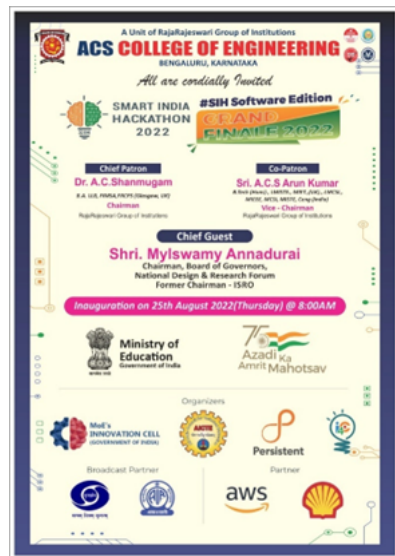 A Unit of RajaRajeswari Group of Institutions
ACS COLLEGE OF ENGINEERING
BENGALURU, KARNATAKA
All are cordially Invited
SMART INDIA
HACKATHON
2022
#SIH Software Edition
GRAND
FINALE 2022
Chief Patron
Dr. A.C.Shanmugam
Chairman
RajaRajeswari Group of Institutions
Co-Patron
Sri. A.C.S Arun Kumar
Vice - Chairman
RajaRajeswari Group of Institutions
Chief Guest
Shri. Mylswamy Annadurai
Chairman, Board of Governors,
National Design & Research Forum
Former Chairman - ISRO
Inauguration on 25th August 2022(Thursday) @ 8:00AM
Ministry of
Education
Government of India
75
Azadi Ka
Amrit Mahotsav
Organizers
MoE's
INNOVATION CELL
(GOVERNMENT OF INDIA)
AICTE
Persistent
Broadcast Partner
Partner
aws